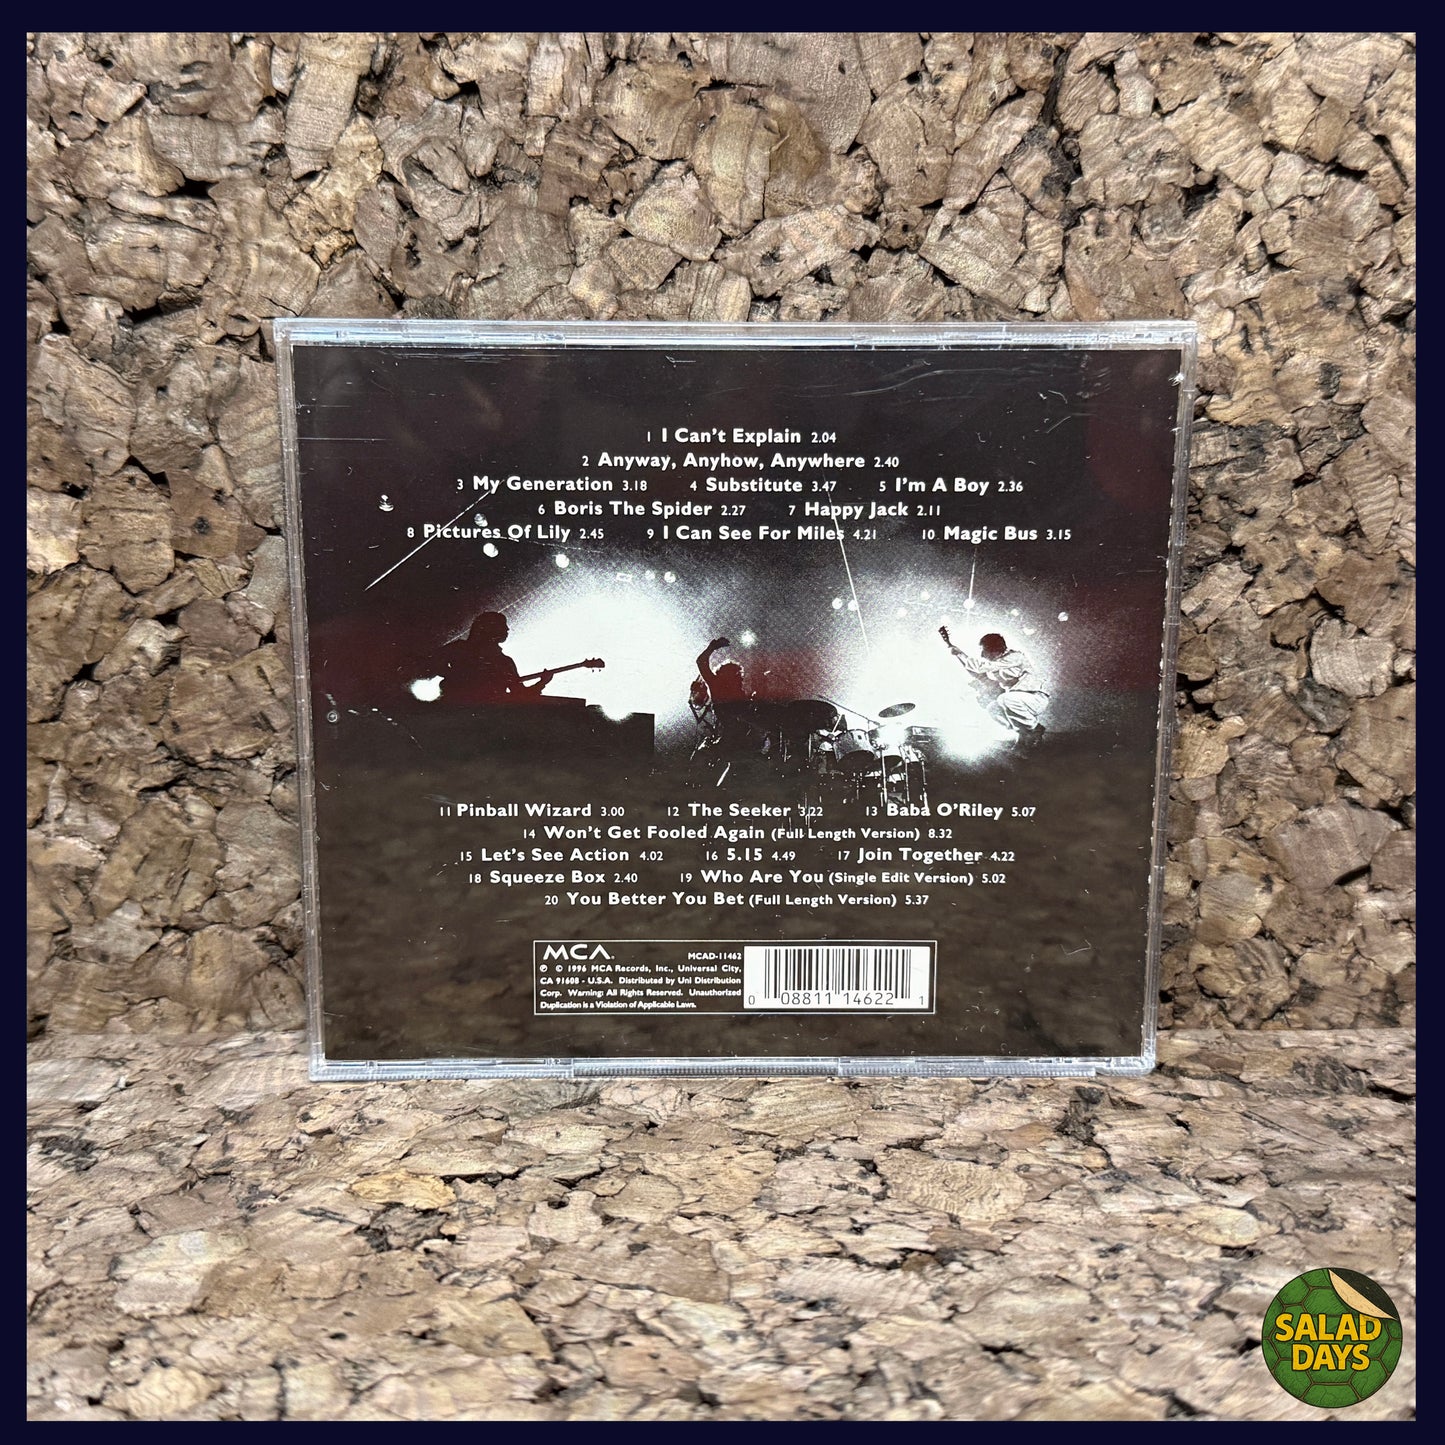 1 I Can't Explain 2.04
2 Anyway, Anyhow, Anywhere 2.40
3 My Generation 3.18 4 Substitute 3.47 5 I'm A Boy 2.36
6 Boris The Spider 2.27 7 Happy Jack 2.11
8 Pictures Of Lily 2.45 9 I Can See For Miles 4.21 10 Magic Bus 3.15
11 Pinball Wizard 3.00 12 The Seeker 3.22 13 Baba O'Riley 5.07
14 Won't Get Fooled Again (Full Length Version) 8.32
15 Let's See Action 4.02 16 5.15 4.49 17 Join Together 4.22
18 Squeeze Box 2.40 19 Who Are You (Single Edit Version) 5.02
20 You Better You Bet (Full Length Version) 5.37
MCA. MCAD-11462
℗ © 1996 MCA Records, Inc., Universal City,
CA 91608 - U.S.A. Distributed by Uni Distribution
Corp. Warning: All Rights Reserved. Unauthorized
Duplication is a Violation of Applicable Laws.
0 08811 14622 1
SALAD
DAYS